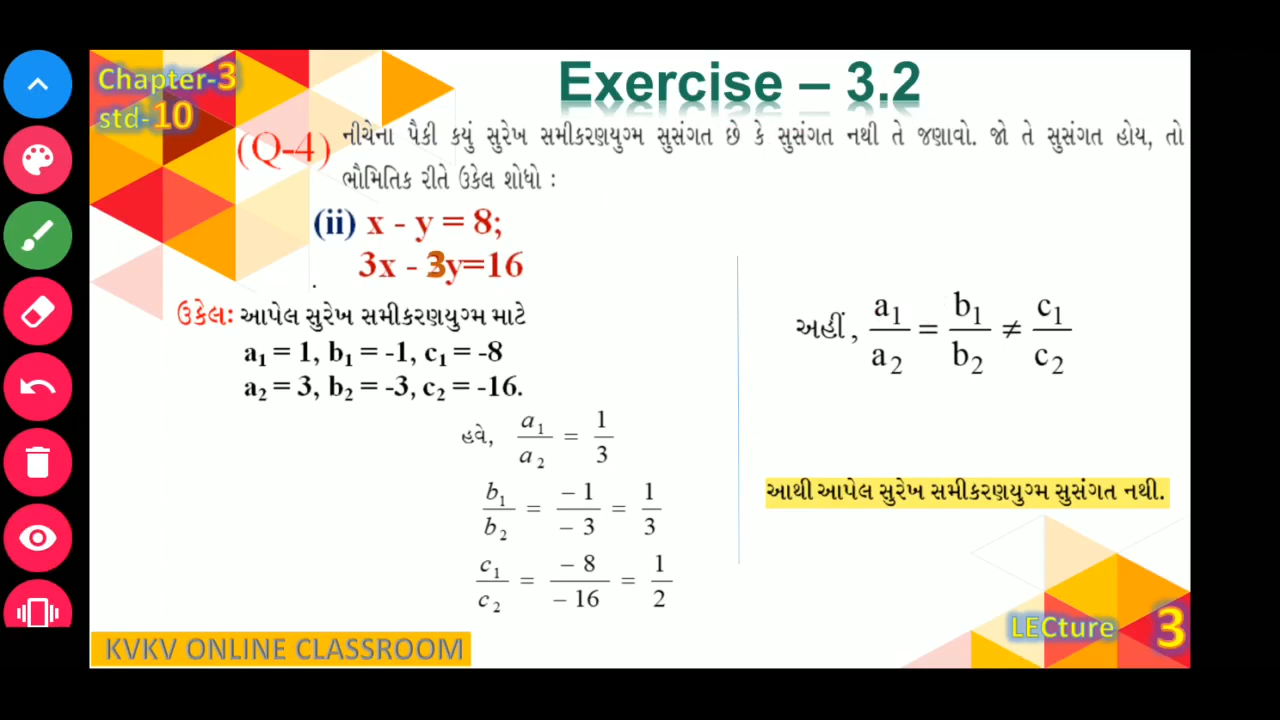 Chapter-3
std-10
Exercise – 3.2
(Q-4) નીચેના પૈકી કયું સુરેખ સમીકરણયુગ્મ સુસંગત છે કે સુસંગત નથી તે જણાવો. જો તે સુસંગત હોય, તો
ભૌમિતિક રીતે ઉકેલ શોધો :
(ii) x - y = 8;
3x - 3y=16
ઉકેલ: આપેલ સુરેખ સમીકરણયુગ્મ માટે
a₁ = 1, b₁ = -1, c₁ = -8
a₂ = 3, b₂ = -3, c₂ = -16.
હવે, a₁/a₂ = 1/3
b₁/b₂ = -1/-3 = 1/3
c₁/c₂ = -8/-16 = 1/2
અહીં, a₁/a₂ = b₁/b₂ ≠ c₁/c₂
આથી આપેલ સુરેખ સમીકરણયુગ્મ સુસંગત નથી.
KVKV ONLINE CLASSROOM
LECture 3